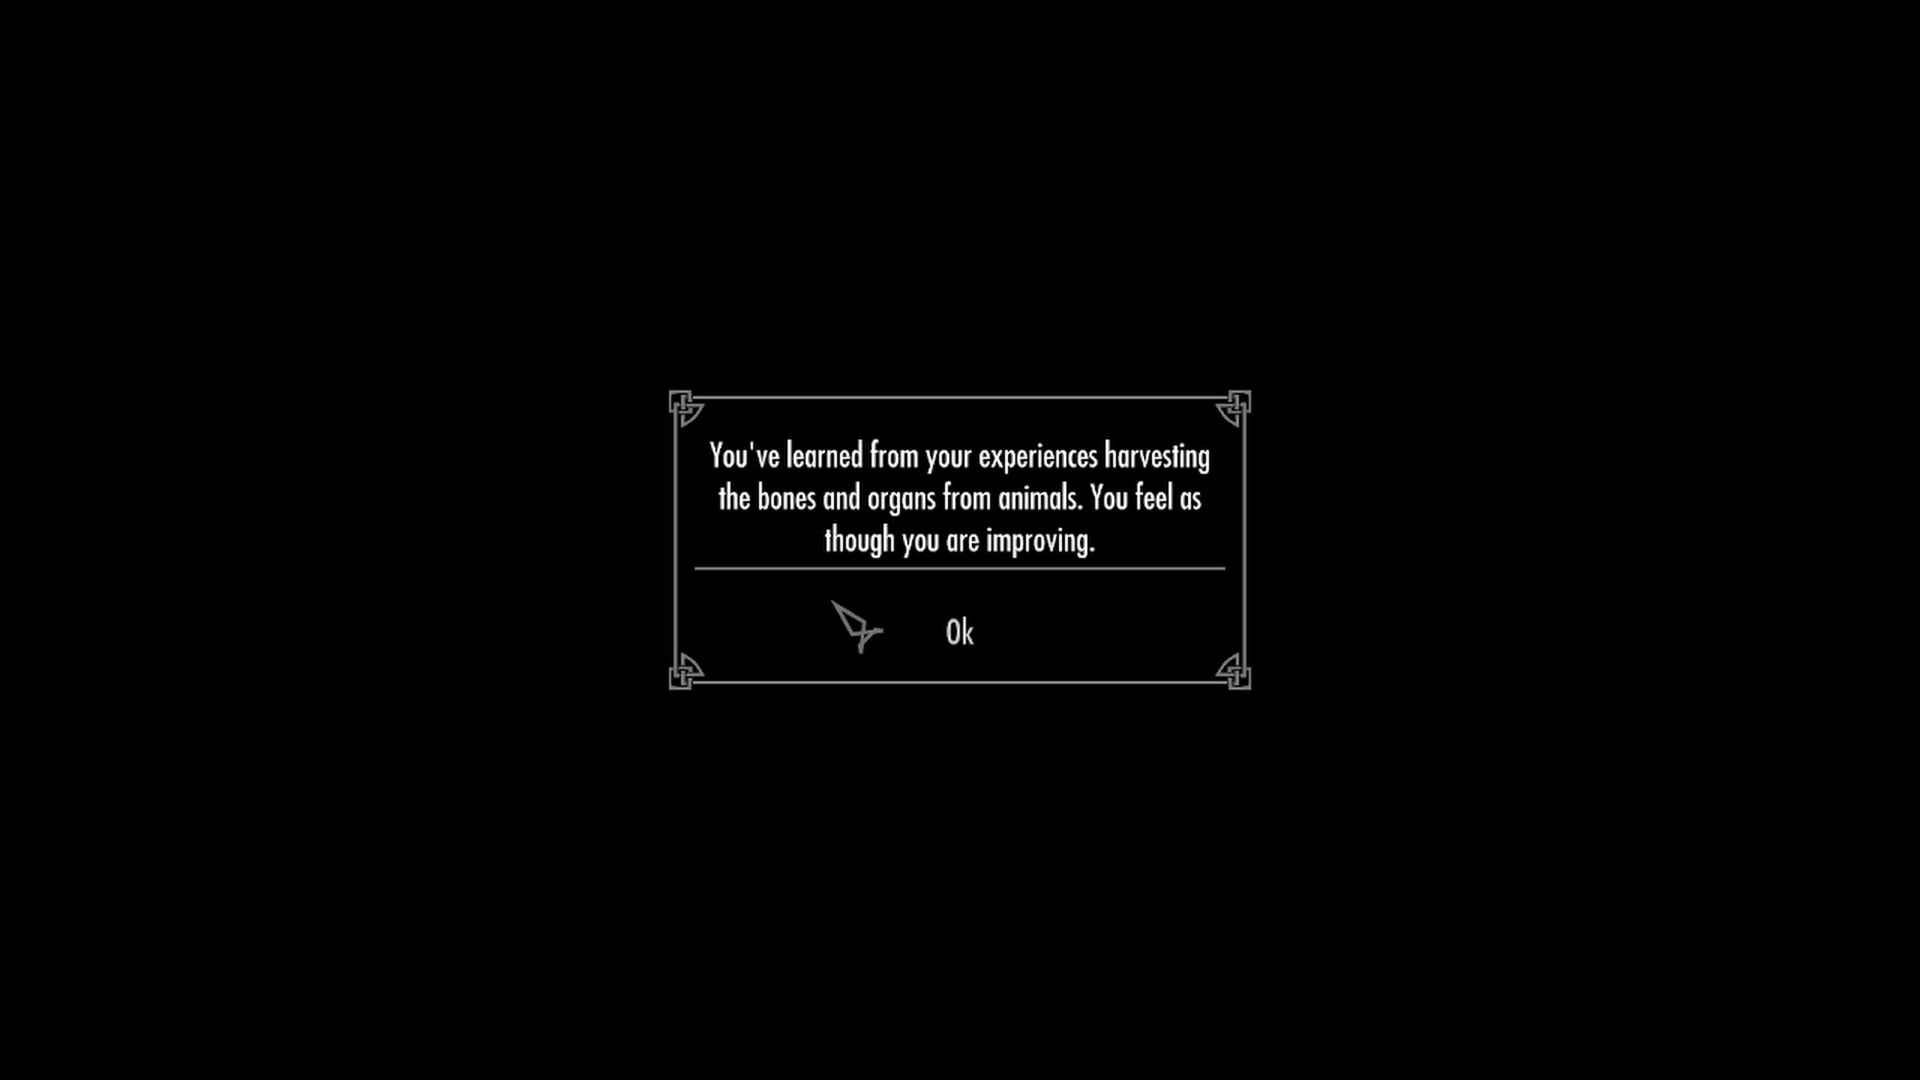 You've learned from your experiences harvesting
the bones and organs from animals. You feel as
though you are improving.
Ok